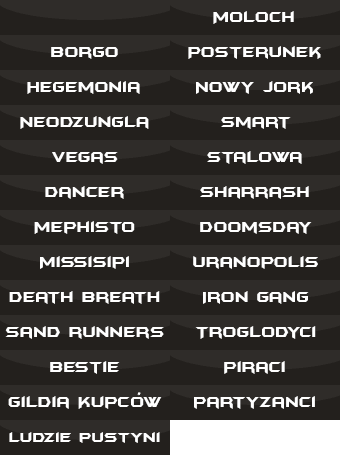 MOLOCH
BORGO POSTERUNEK
HEGEMONIA NOWY JORK
NEODZUNGLA SMART
VEGAS STALOWA
DANCER SHARRASH
MEPHISTO DOOMSDAY
MISSISIPI URANOPOLIS
DEATH BREATH IRON GANG
SAND RUNNERS TROGLODYCI
BESTIE PIRACI
GILDIA KUPCÓW PARTYZANCI
LUDZIE PUSTYNI